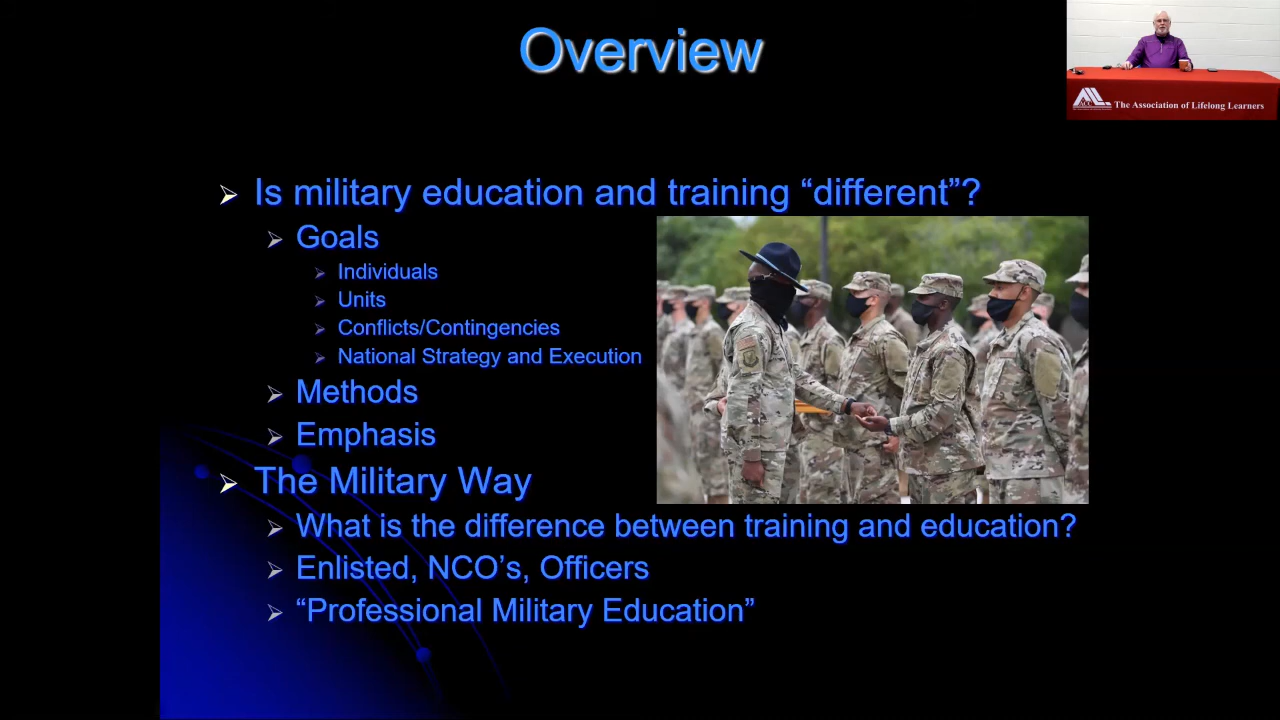 Overview
ACC
The Association of Lifelong Learners
Is military education and training “different”?
Goals
Individuals
Units
Conflicts/Contingencies
National Strategy and Execution
Methods
Emphasis
The Military Way
What is the difference between training and education?
Enlisted, NCO’s, Officers
“Professional Military Education”